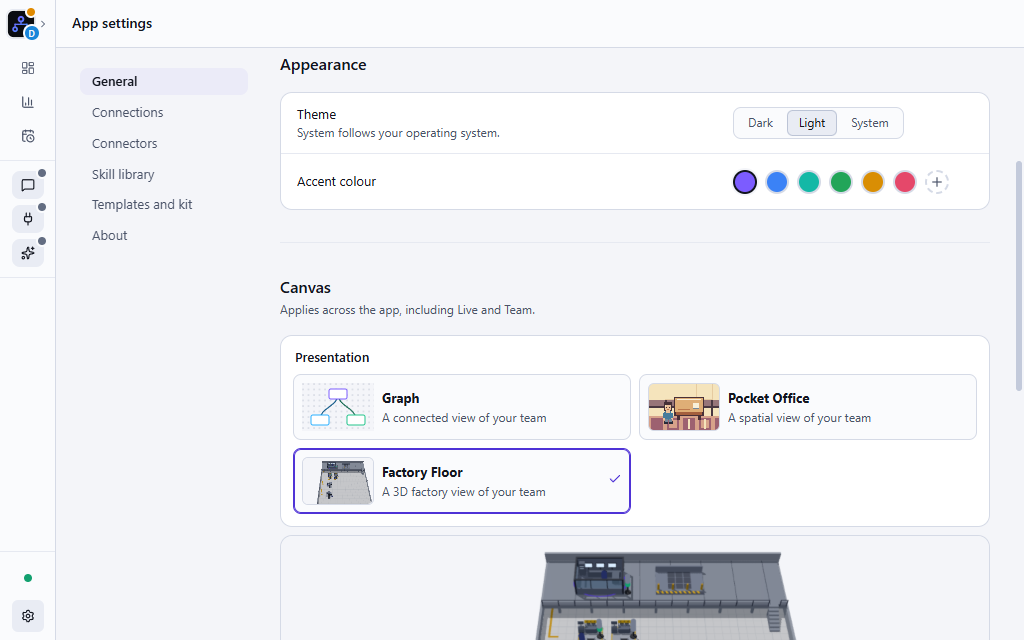 App settings
D
General
Connections
Connectors
Skill library
Templates and kit
About
Appearance
Theme
System follows your operating system.
Dark
Light
System
Accent colour
Canvas
Applies across the app, including Live and Team.
Presentation
Graph
A connected view of your team
Pocket Office
A spatial view of your team
Factory Floor
A 3D factory view of your team